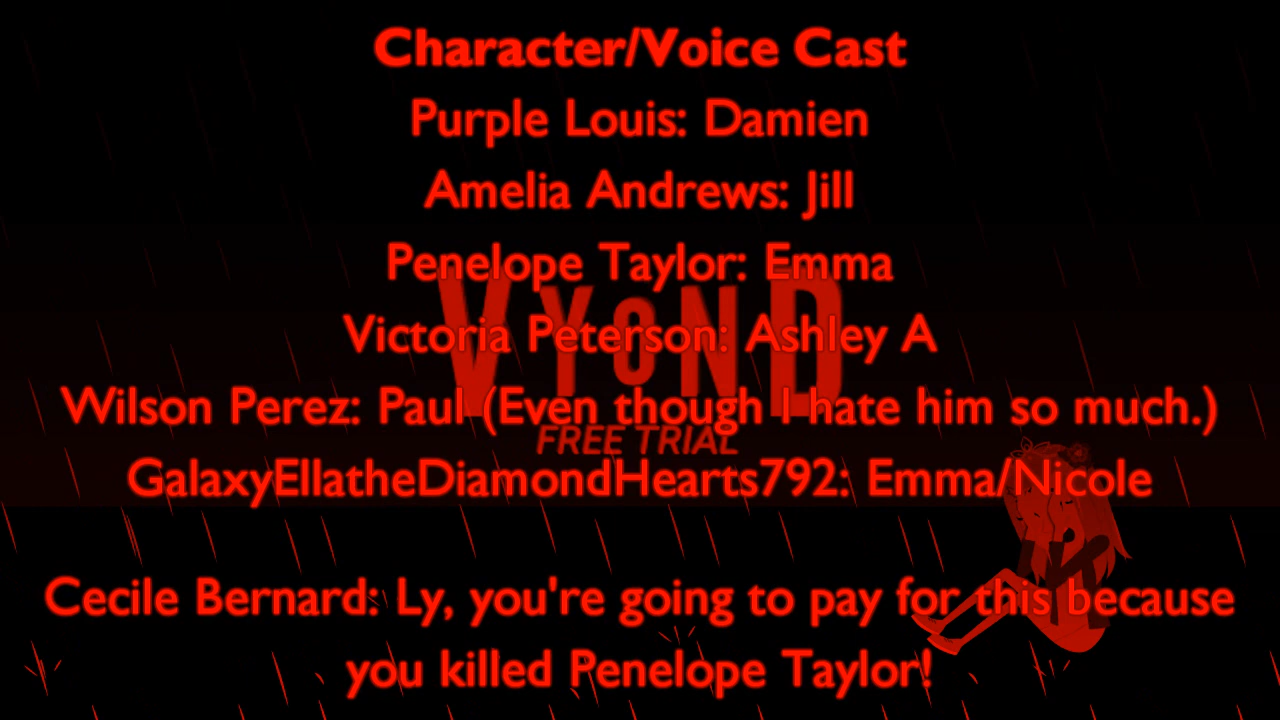 Character/Voice Cast
Purple Louis: Damien
Amelia Andrews: Jill
Penelope Taylor: Emma
Victoria Peterson: Ashley A
VYOND
Wilson Perez: Paul (Even though I hate him so much.)
FREE TRIAL
GalaxyEllatheDiamondHearts792: Emma/Nicole
Cecile Bernard: Ly, you're going to pay for this because
you killed Penelope Taylor!